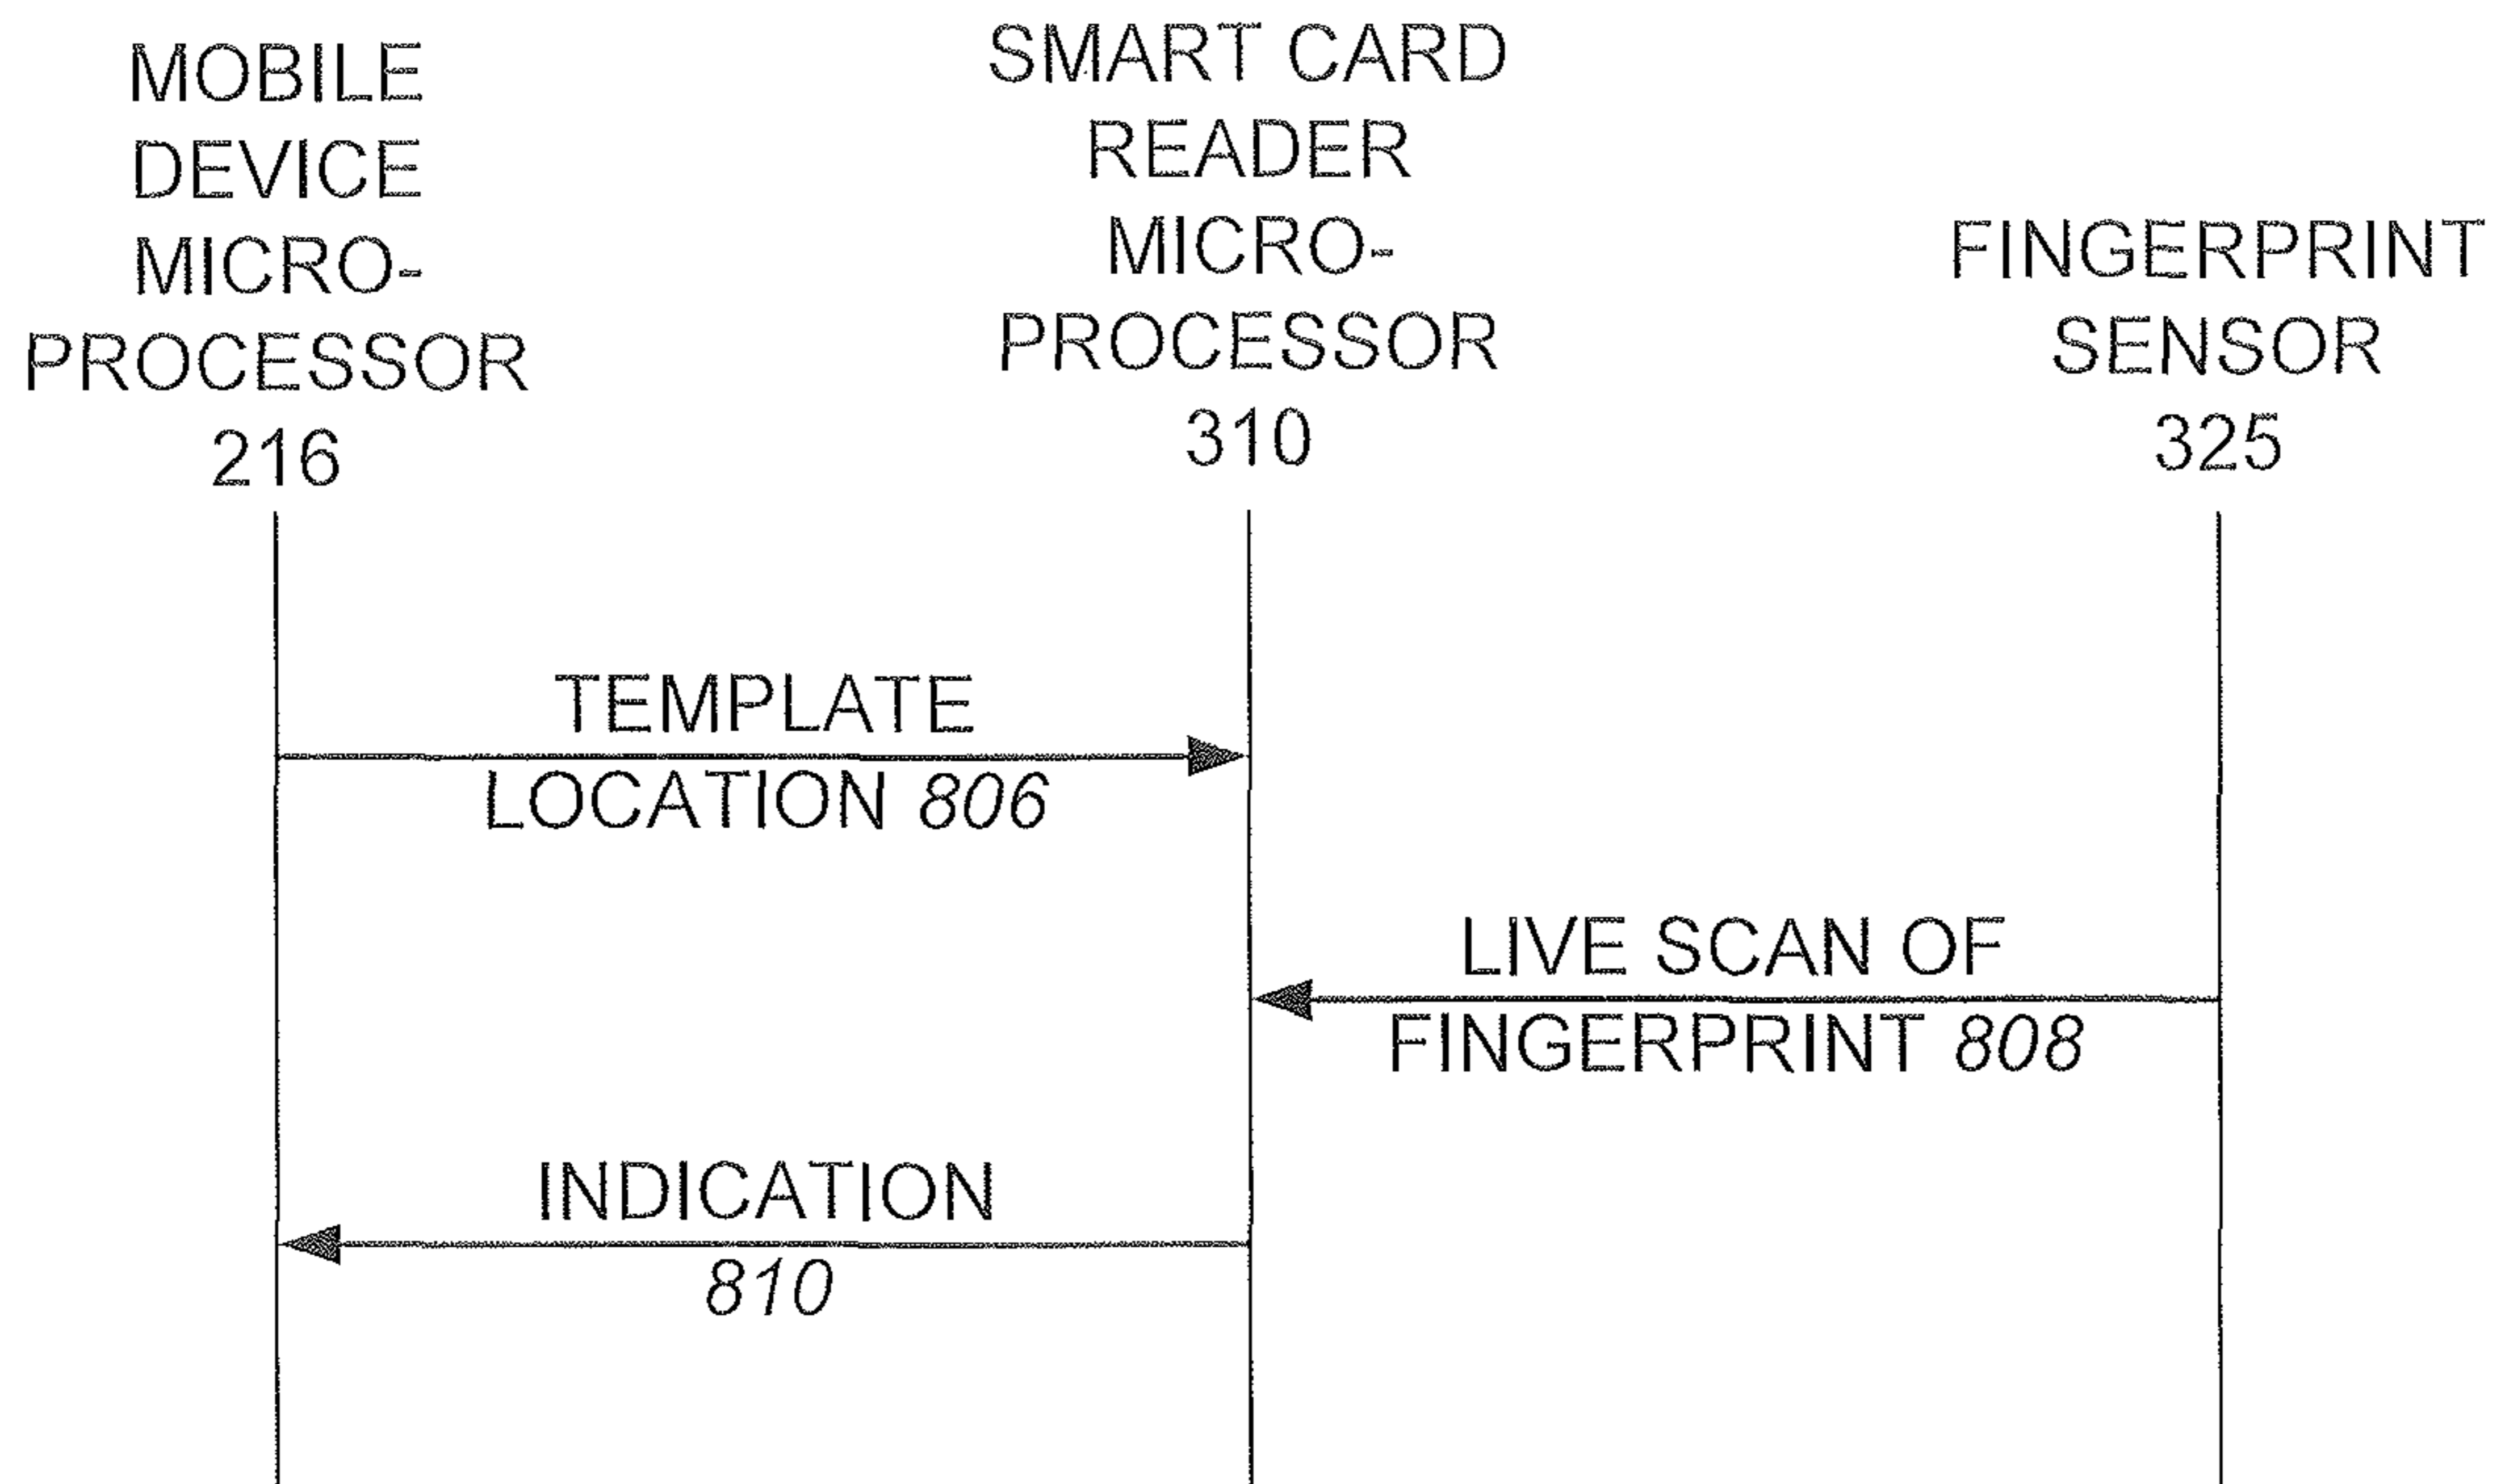 MOBILE
DEVICE
MICRO-
PROCESSOR
216
SMART CARD
READER
MICRO-
PROCESSOR
310
FINGERPRINT
SENSOR
325
TEMPLATE
LOCATION 806
LIVE SCAN OF
FINGERPRINT 808
INDICATION
810